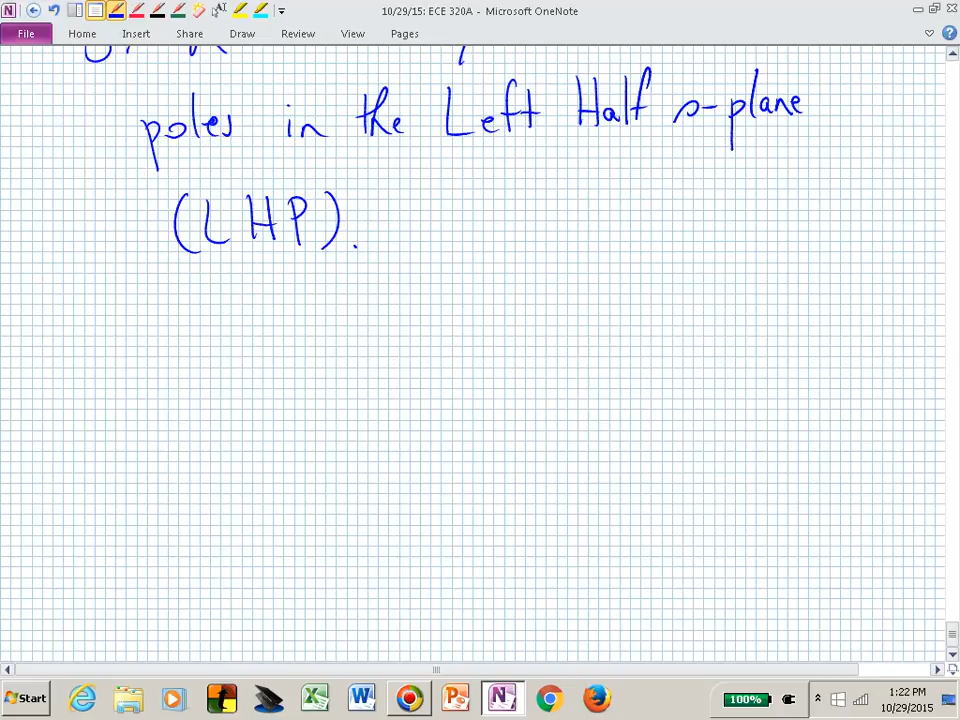 10/29/15: ECE 320A - Microsoft OneNote
File Home Insert Share Draw Review View Pages
poles in the Left Half s-plane
(LHP).
Start
100%
1:22 PM
10/29/2015